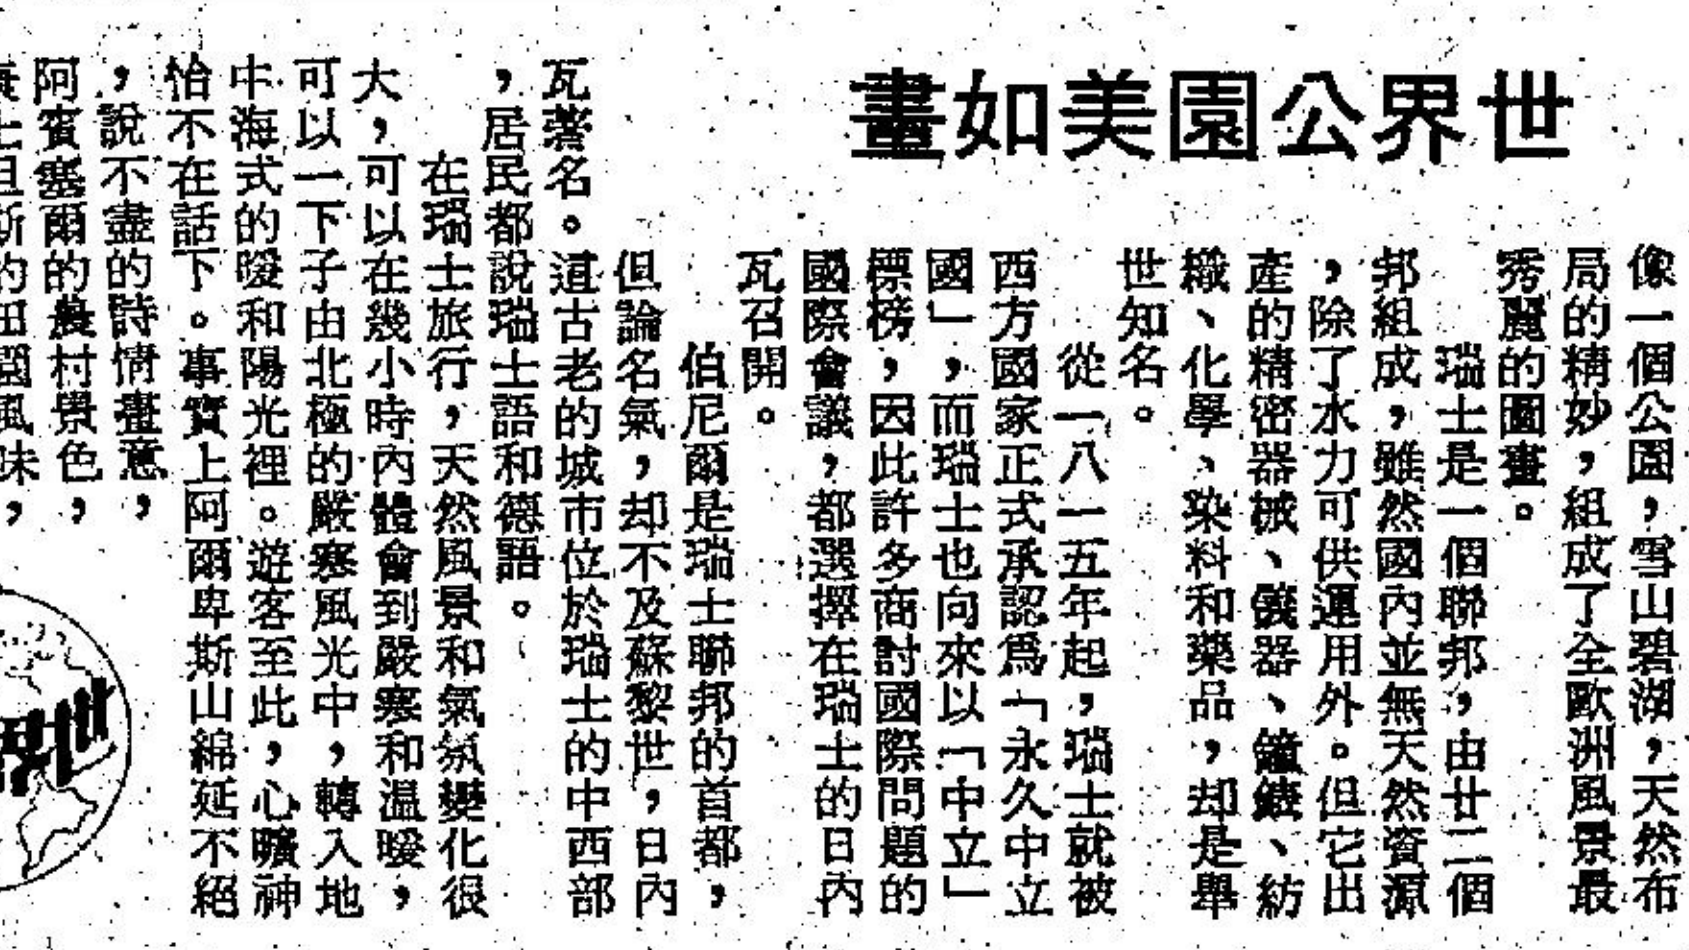 世界公園美如畫
像一個公園，雪山碧湖，天然布
局的精妙，組成了全歐洲風景最
秀麗的圖畫。
瑞士是一個聯邦，由廿二個
邦組成，雖然國內並無天然資源
，除了水力可供運用外。但它出
產的精密器械、儀器、鐘錶、紡
織、化學、染料和藥品，却是舉
世知名。
從一八一五年起，瑞士就被
西方國家正式承認為「永久中立
國」，而瑞士也向來以「中立」
標榜，因此許多商討國際問題的
國際會議，都選擇在瑞士的日內
瓦召開。
伯尼爾是瑞士聯邦的首都，
但論名氣，却不及蘇黎世，日內
瓦著名。這古老的城市位於瑞士的中西部
，居民都說瑞士語和德語。
在瑞士旅行，天然風景和氣氛變化很
大，可以在幾小時內體會到嚴寒和溫暖，
可以一下子由北極的嚴寒風光中，轉入地
中海式的暖和陽光裡。遊客至此，心曠神
怡不在話下。事實上阿爾卑斯山綿延不絕
，說不盡的詩情畫意，
阿賓塞爾的農村景色，
士旦斯的田園風味，
界世